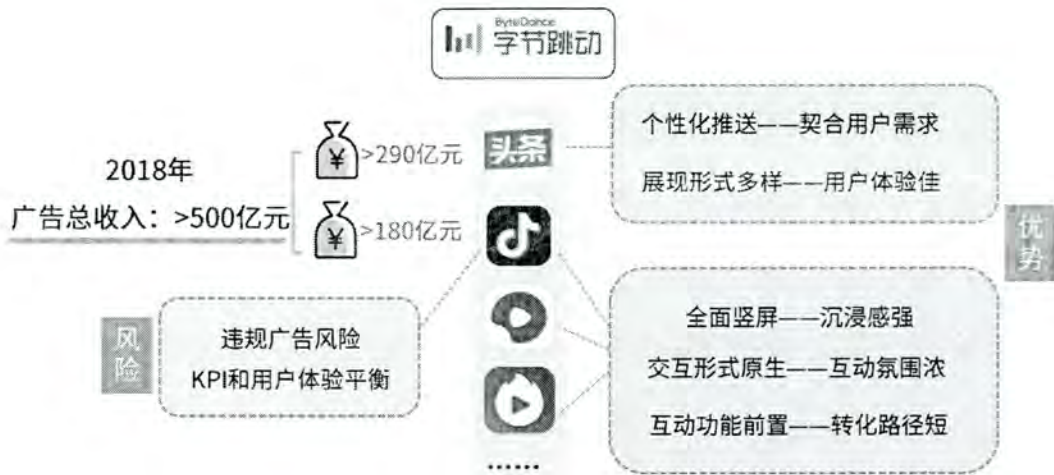 ByteDance
字节跳动
2018年
广告总收入：>500亿元
¥
>290亿元
¥
>180亿元
头条
个性化推送——契合用户需求
展现形式多样——用户体验佳
优势
全面竖屏——沉浸感强
交互形式原生——互动氛围浓
互动功能前置——转化路径短
风险
违规广告风险
KPI和用户体验平衡
……